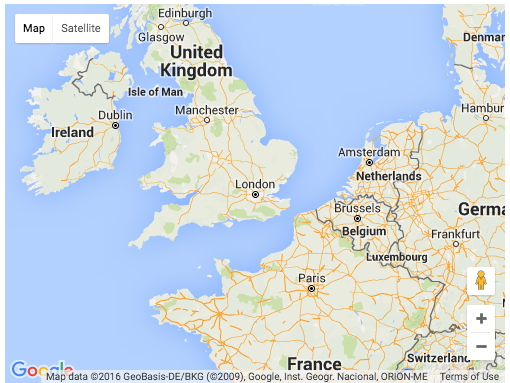 Edinburgh
Map Satellite
Glasgow
Denmar
United
Kingdom
Isle of Man
Hambur
Manchester
Dublin
Ireland
Amsterdam
Netherlands
London
Brussels
Germa
Belgium
Frankfurt
Luxembourg
Paris
+
−
Switzerland
France
Google
Map data ©2016 GeoBasis-DE/BKG (©2009), Google, Inst. Geogr. Nacional, ORION-ME Terms of Use